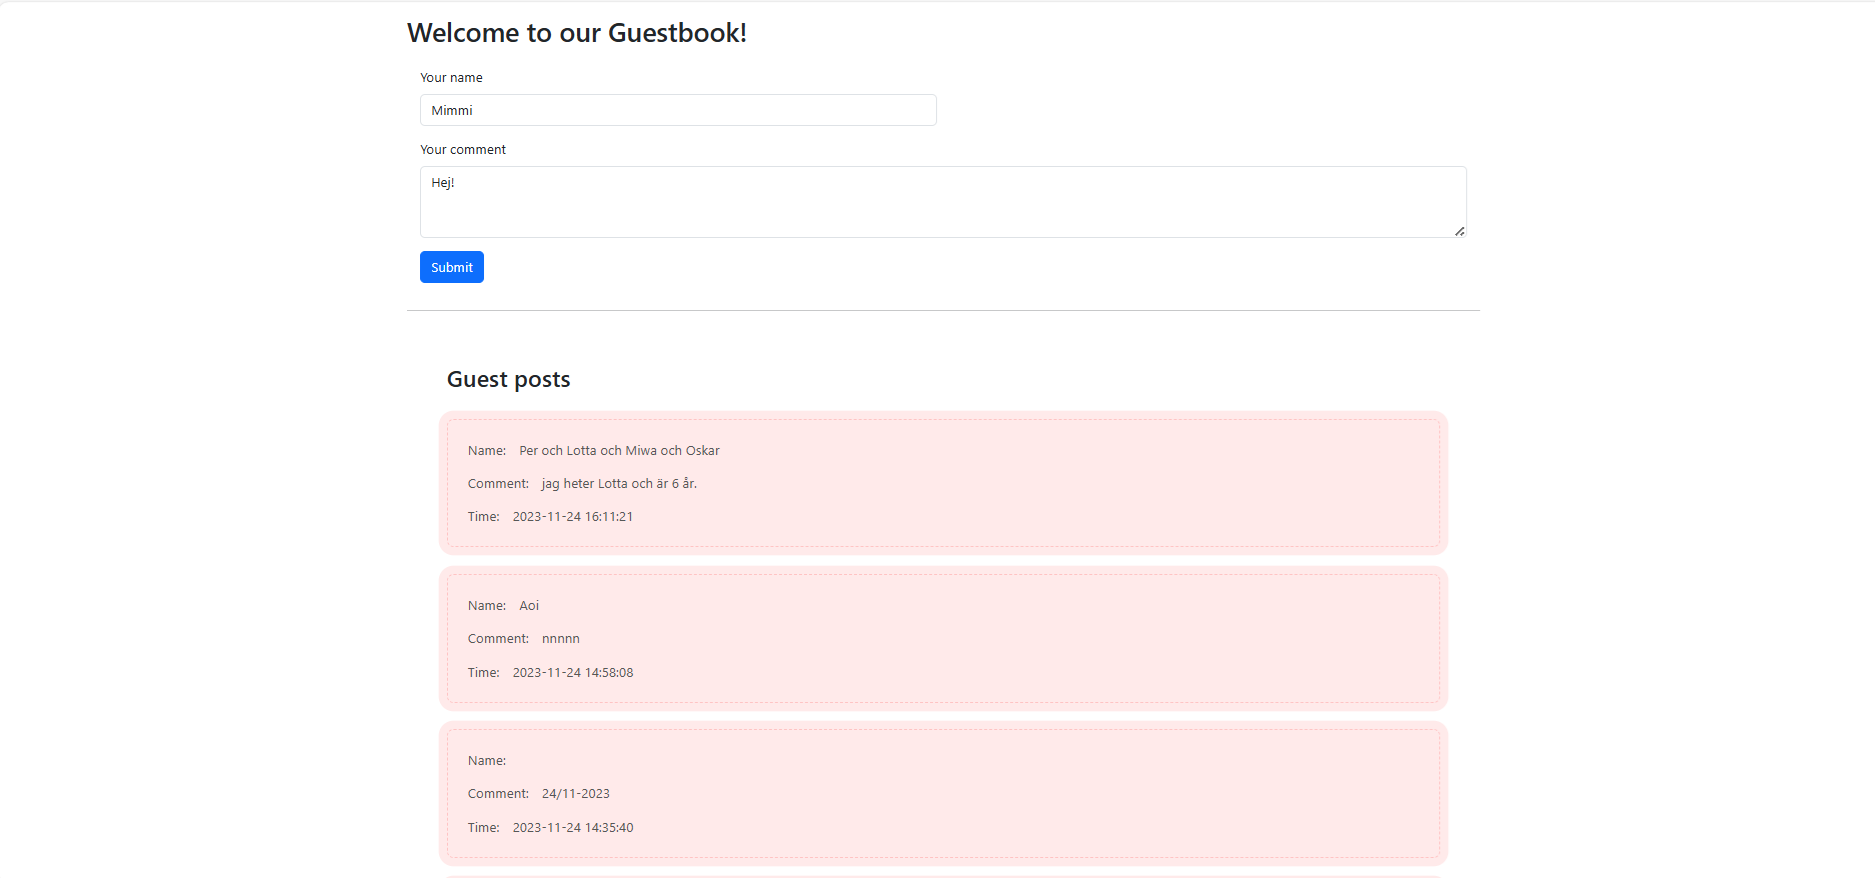 Welcome to our Guestbook!
Your name
Mimmi
Your comment
Hej!
Submit
Guest posts
Name: Per och Lotta och Miwa och Oskar
Comment: jag heter Lotta och är 6 år.
Time: 2023-11-24 16:11:21
Name: Aoi
Comment: nnnnn
Time: 2023-11-24 14:58:08
Name:
Comment: 24/11-2023
Time: 2023-11-24 14:35:40